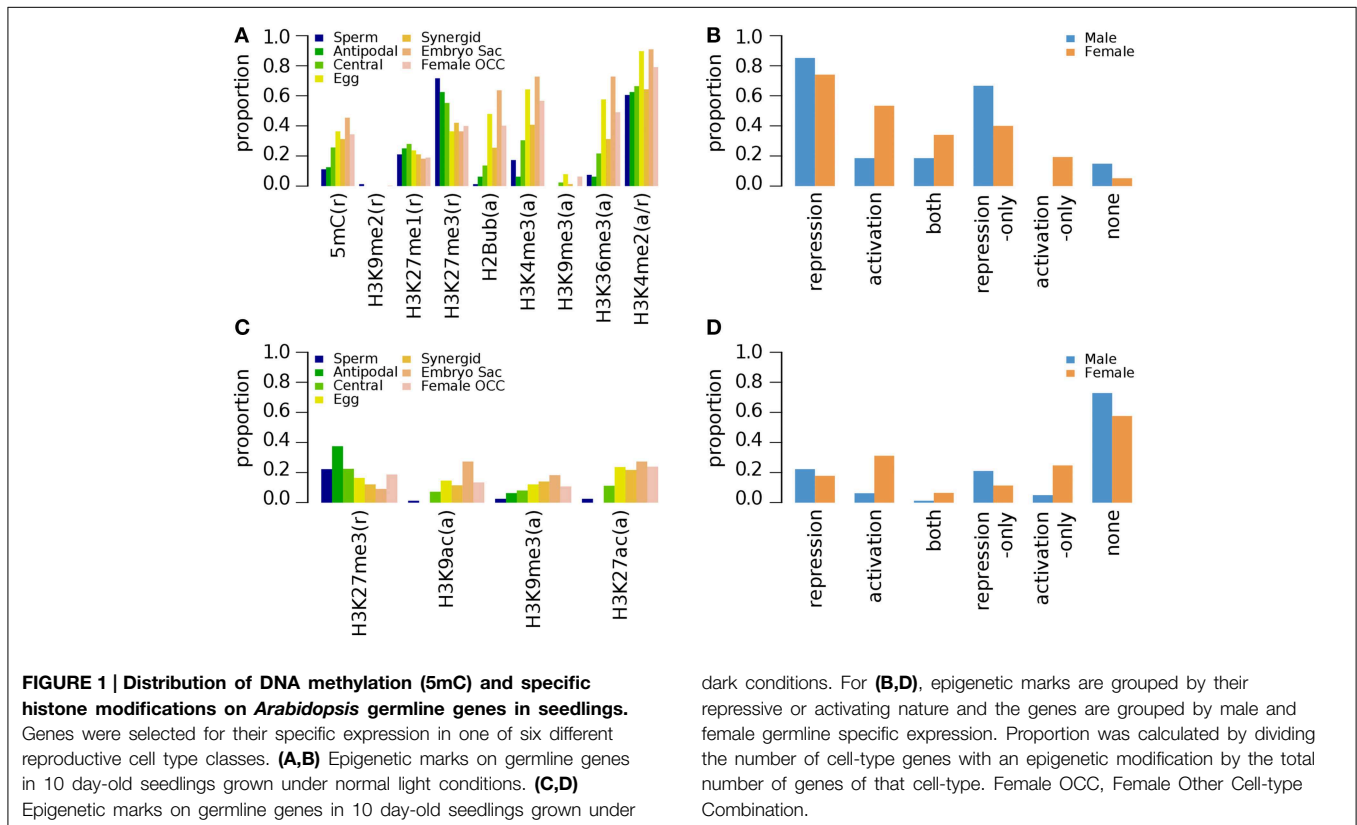 A
1.0
0.8
0.6
0.4
0.2
0.0
proportion
Sperm
Antipodal
Central
Egg
Synergid
Embryo Sac
Female OCC
5mC(r)
H3K9me2(r)
H3K27me1(r)
H3K27me3(r)
H2Bub(a)
H3K4me3(a)
H3K9me3(a)
H3K36me3(a)
H3K4me2(a/r)
B
1.0
0.8
0.6
0.4
0.2
0.0
proportion
Male
Female
repression
activation
both
repression
-only
activation
-only
none
C
1.0
0.8
0.6
0.4
0.2
0.0
proportion
Sperm
Antipodal
Central
Egg
Synergid
Embryo Sac
Female OCC
H3K27me3(r)
H3K9ac(a)
H3K9me3(a)
H3K27ac(a)
D
1.0
0.8
0.6
0.4
0.2
0.0
proportion
Male
Female
repression
activation
both
repression
-only
activation
-only
none
FIGURE 1 | Distribution of DNA methylation (5mC) and specific
histone modifications on Arabidopsis germline genes in seedlings.
Genes were selected for their specific expression in one of six different
reproductive cell type classes. (A,B) Epigenetic marks on germline genes
in 10 day-old seedlings grown under normal light conditions. (C,D)
Epigenetic marks on germline genes in 10 day-old seedlings grown under
dark conditions. For (B,D), epigenetic marks are grouped by their
repressive or activating nature and the genes are grouped by male and
female germline specific expression. Proportion was calculated by dividing
the number of cell-type genes with an epigenetic modification by the total
number of genes of that cell-type. Female OCC, Female Other Cell-type
Combination.